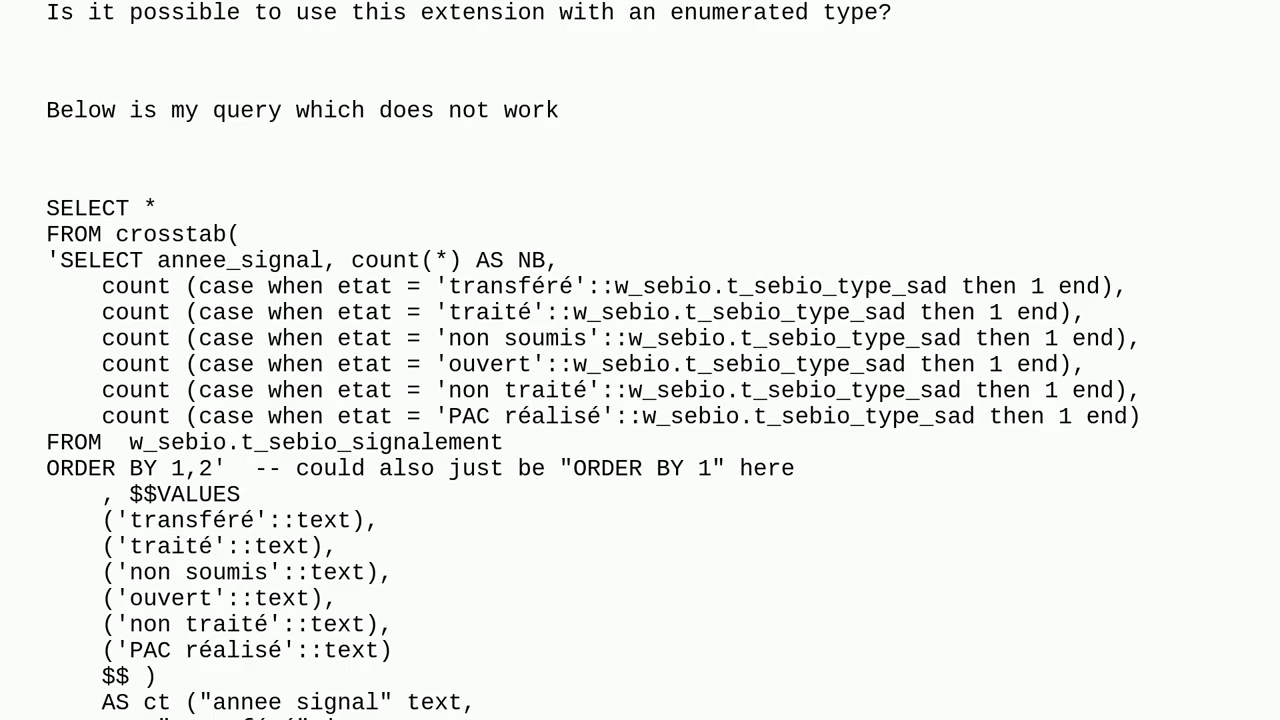 Is it possible to use this extension with an enumerated type?
Below is my query which does not work
SELECT *
FROM crosstab(
'SELECT annee_signal, count(*) AS NB,
count (case when etat = 'transféré'::w_sebio.t_sebio_type_sad then 1 end),
count (case when etat = 'traité'::w_sebio.t_sebio_type_sad then 1 end),
count (case when etat = 'non soumis'::w_sebio.t_sebio_type_sad then 1 end),
count (case when etat = 'ouvert'::w_sebio.t_sebio_type_sad then 1 end),
count (case when etat = 'non traité'::w_sebio.t_sebio_type_sad then 1 end),
count (case when etat = 'PAC réalisé'::w_sebio.t_sebio_type_sad then 1 end)
FROM  w_sebio.t_sebio_signalement
ORDER BY 1,2'  -- could also just be "ORDER BY 1" here
, $$VALUES
('transféré'::text),
('traité'::text),
('non soumis'::text),
('ouvert'::text),
('non traité'::text),
('PAC réalisé'::text)
$$ )
AS ct ("annee signal" text,